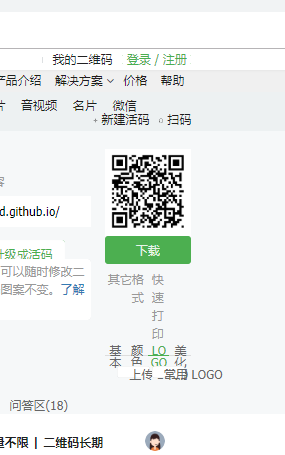 我的二维码 登录 / 注册
产品介绍 解决方案 价格 帮助
片 音视频 名片 微信
+ 新建活码 扫码
d.github.io/
下载
升级成活码
可以随时修改二
图案不变。了解
其它格式 快速打印
基本 颜色 LOGO 美化
上传 常用 LOGO
问答区(18)
量不限 | 二维码长期